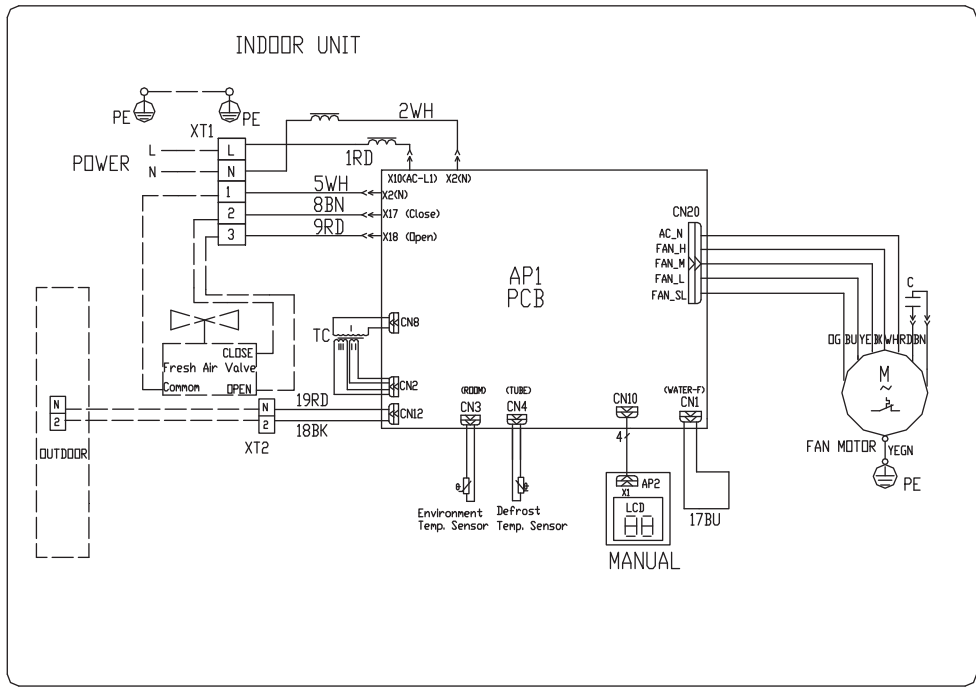 INDOOR UNIT
2WH
PE
PE
XT1
L
L
1RD
POWER
N
N
X10(AC-L1)
X2(N)
1
5WH
X2(N)
2
8BN
X17 (Close)
3
9RD
X18 (Open)
CN20
AC_N
FAN_H
FAN_M
FAN_L
FAN_SL
AP1
PCB
C
TC
I
III
II
CN8
OG
BU
YE
BK
WH
RD
BN
CLOSE
Fresh Air Valve
Commom
OPEN
M
~
CN2
(ROOM)
(TUBE)
(WATER-F)
CN3
CN4
CN10
CN1
N
2
19RD
N
2
18BK
CN12
XT2
OUTDOOR
4
FAN MOTOR
YEGN
PE
AP2
X1
LCD
88
Environment
Temp. Sensor
Defrost
Temp. Sensor
17BU
MANUAL